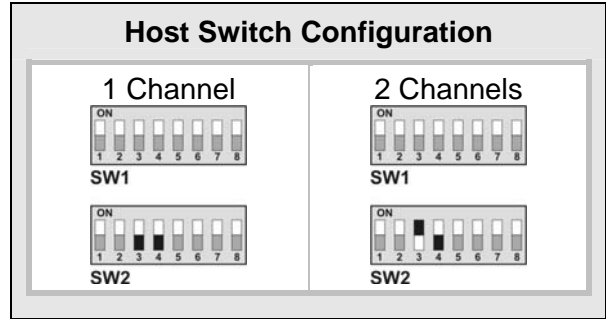 Host Switch Configuration
1 Channel
ON
1 2 3 4 5 6 7 8
SW1
ON
1 2 3 4 5 6 7 8
SW2
2 Channels
ON
1 2 3 4 5 6 7 8
SW1
ON
1 2 3 4 5 6 7 8
SW2